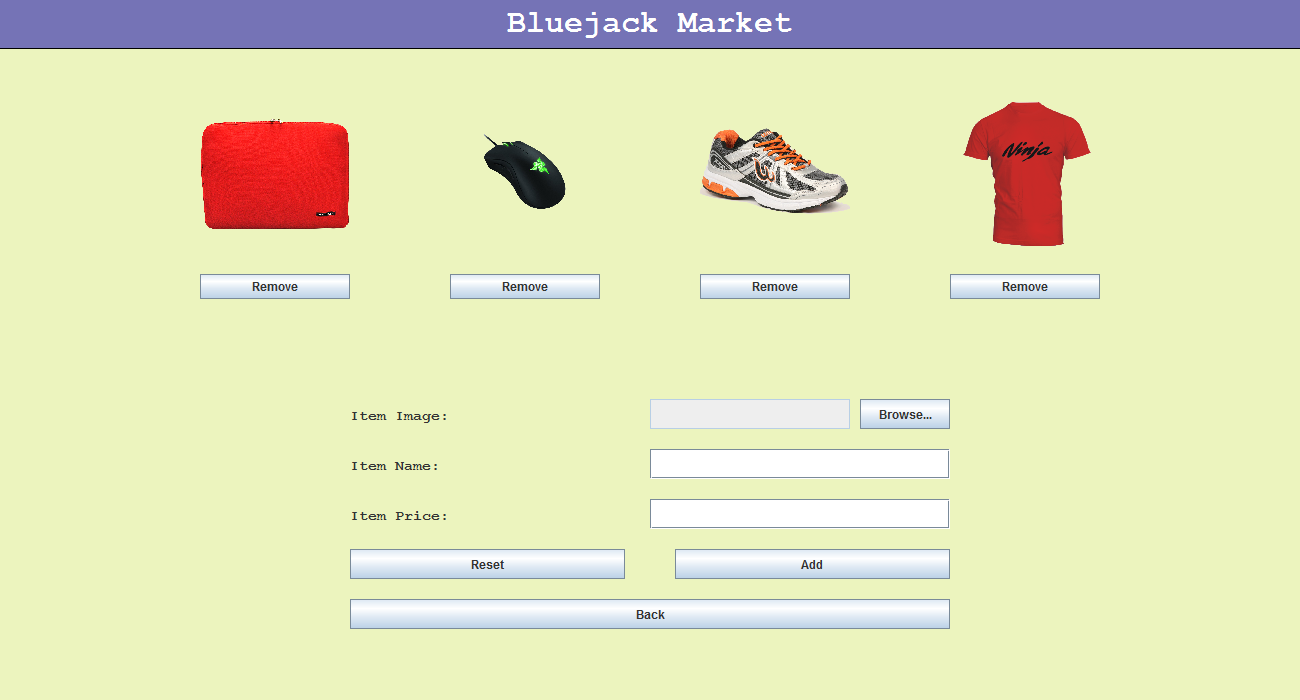 Bluejack Market
Ninja
Remove Remove Remove Remove
Item Image: Browse...
Item Name:
Item Price:
Reset Add
Back